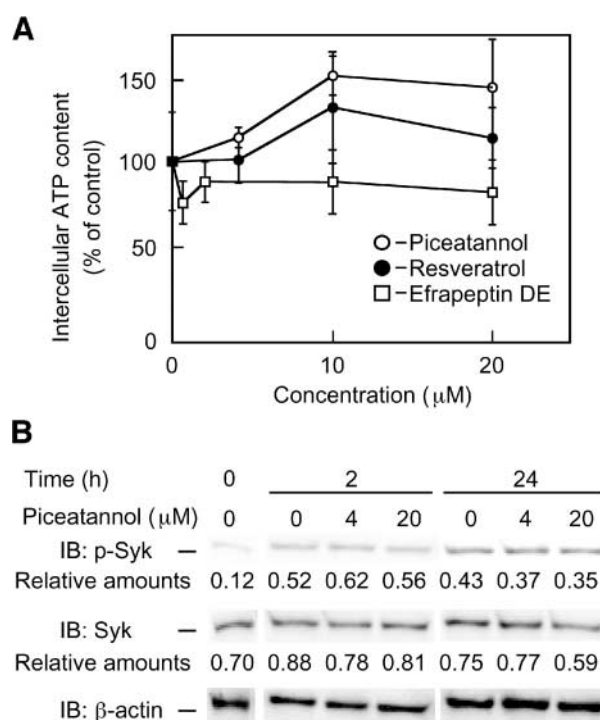 A
Intercellular ATP content
(% of control)
150
100
50
0
0 10 20
Concentration (μM)
Piceatannol
Resveratrol
Efrapeptin DE
B
Time (h) 0 2 24
Piceatannol (μM) 0 0 4 20 0 4 20
IB: p-Syk
Relative amounts 0.12 0.52 0.62 0.56 0.43 0.37 0.35
IB: Syk
Relative amounts 0.70 0.88 0.78 0.81 0.75 0.77 0.59
IB: β-actin